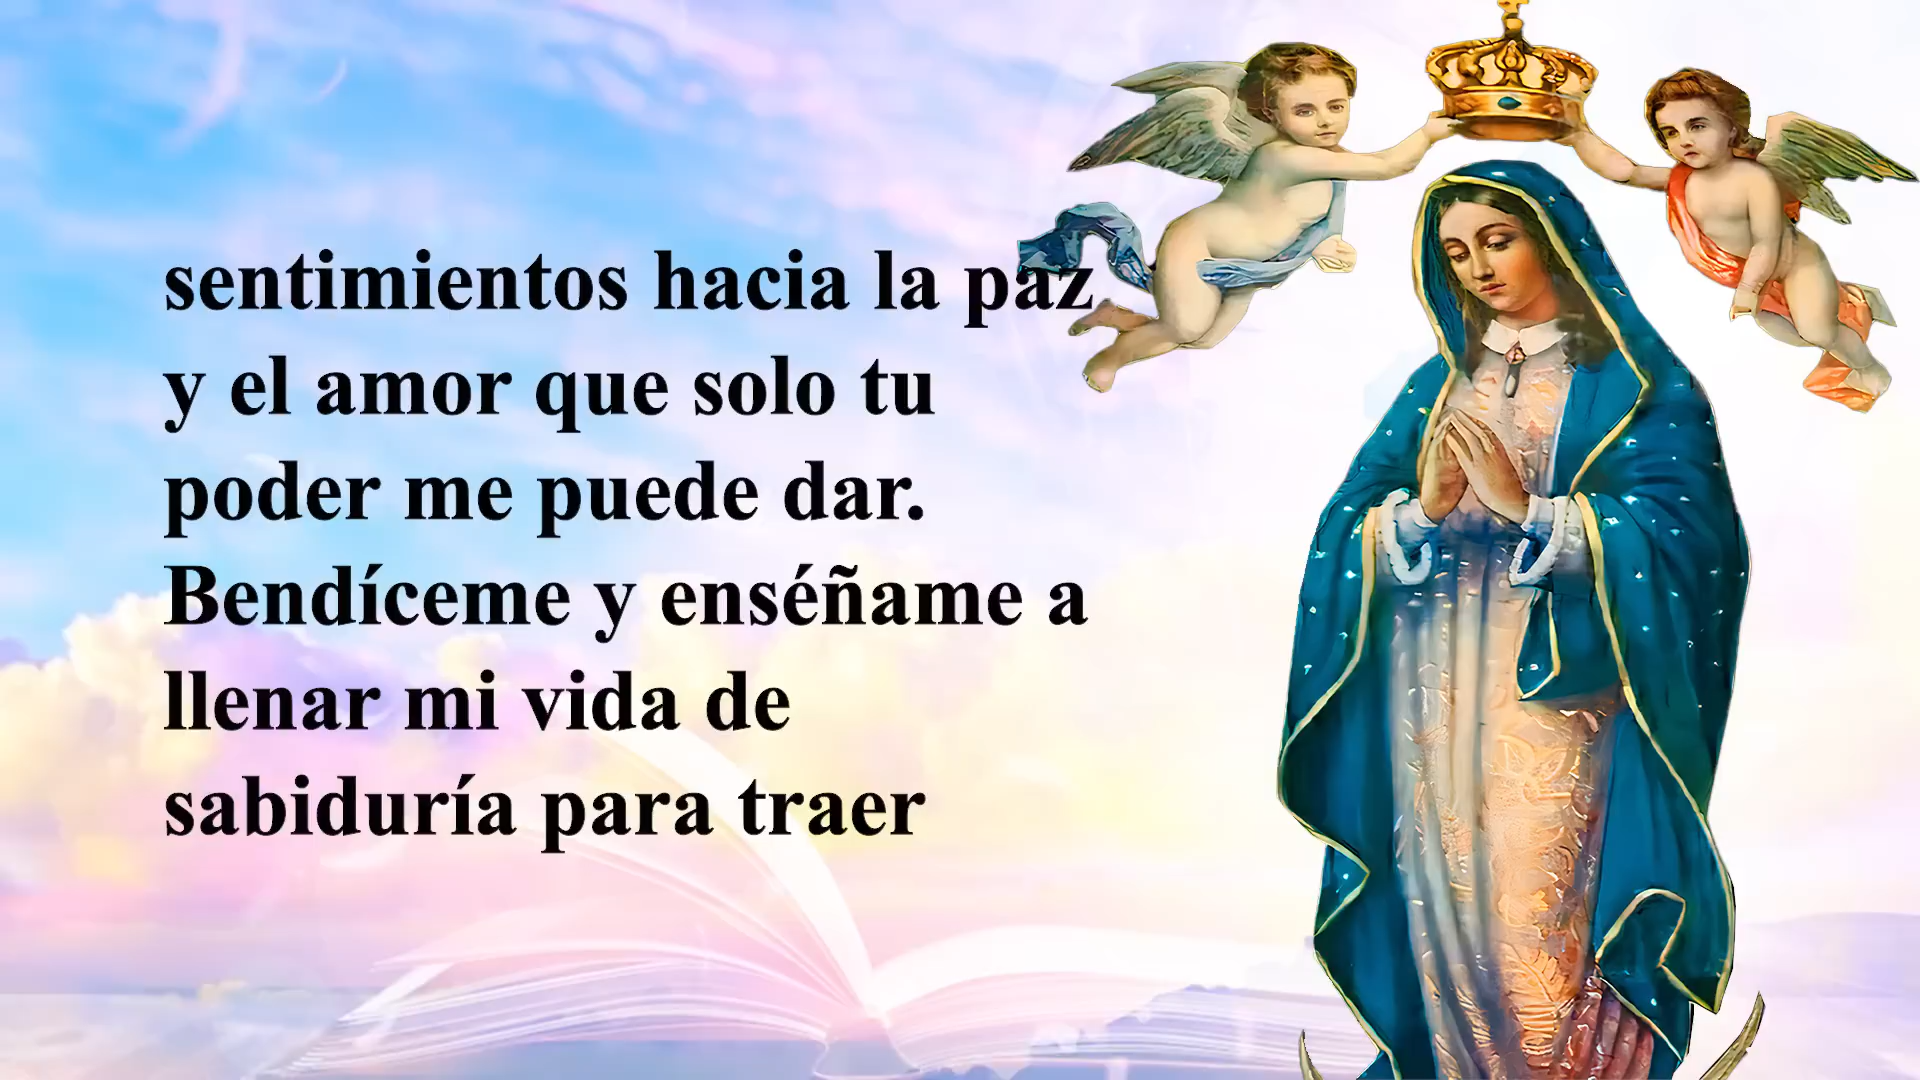 sentimientos hacia la paz
y el amor que solo tu
poder me puede dar.
Bendíceme y enséñame a
llenar mi vida de
sabiduría para traer